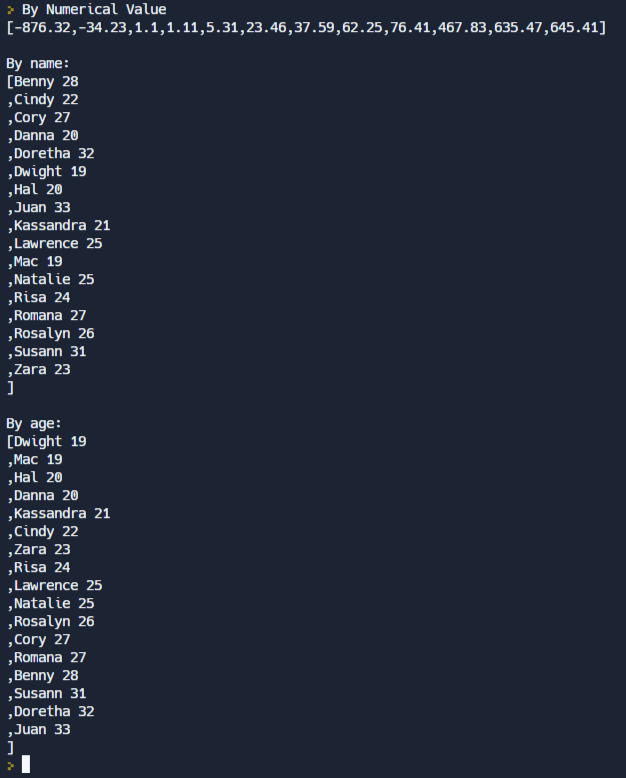 > By Numerical Value
[-876.32,-34.23,1.1,1.11,5.31,23.46,37.59,62.25,76.41,467.83,635.47,645.41]
By name:
[Benny 28
,Cindy 22
,Cory 27
,Danna 20
,Doretha 32
,Dwight 19
,Hal 20
,Juan 33
,Kassandra 21
,Lawrence 25
,Mac 19
,Natalie 25
,Risa 24
,Romana 27
,Rosalyn 26
,Susann 31
,Zara 23
]
By age:
[Dwight 19
,Mac 19
,Hal 20
,Danna 20
,Kassandra 21
,Cindy 22
,Zara 23
,Risa 24
,Lawrence 25
,Natalie 25
,Rosalyn 26
,Cory 27
,Romana 27
,Benny 28
,Susann 31
,Doretha 32
,Juan 33
]
>